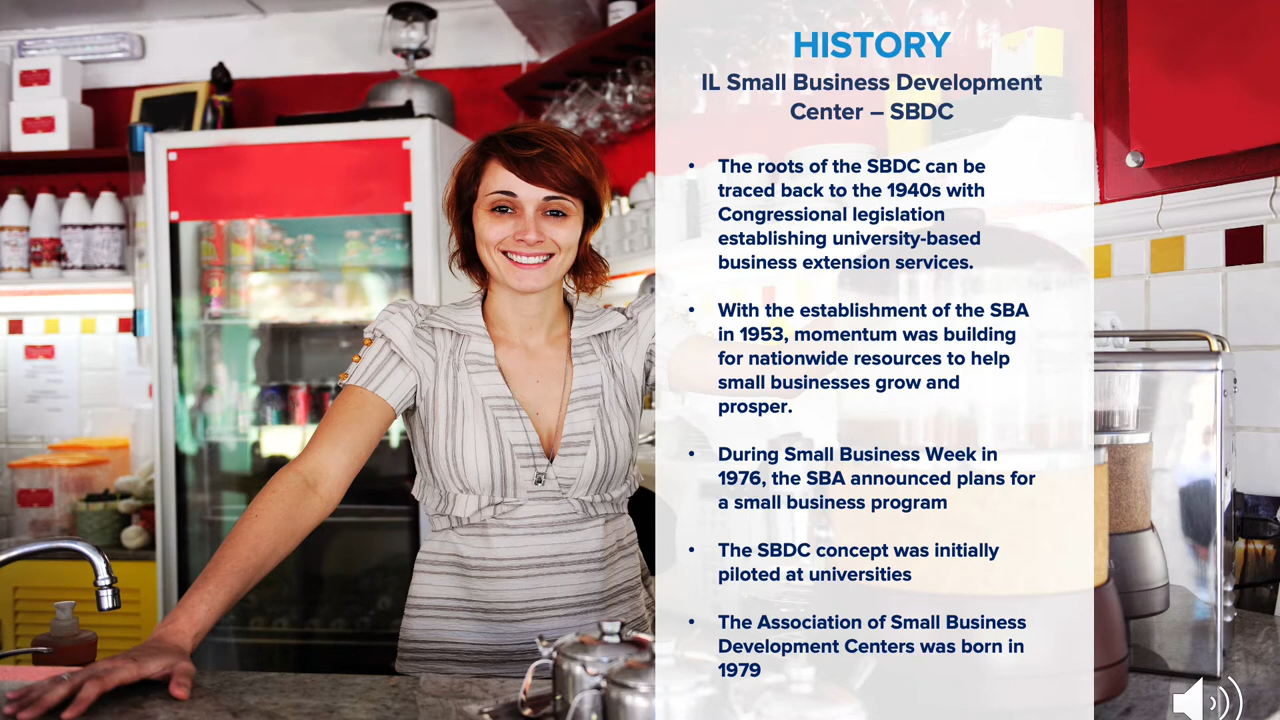 HISTORY
IL Small Business Development
Center – SBDC
• The roots of the SBDC can be
traced back to the 1940s with
Congressional legislation
establishing university-based
business extension services.
• With the establishment of the SBA
in 1953, momentum was building
for nationwide resources to help
small businesses grow and
prosper.
• During Small Business Week in
1976, the SBA announced plans for
a small business program
• The SBDC concept was initially
piloted at universities
• The Association of Small Business
Development Centers was born in
1979